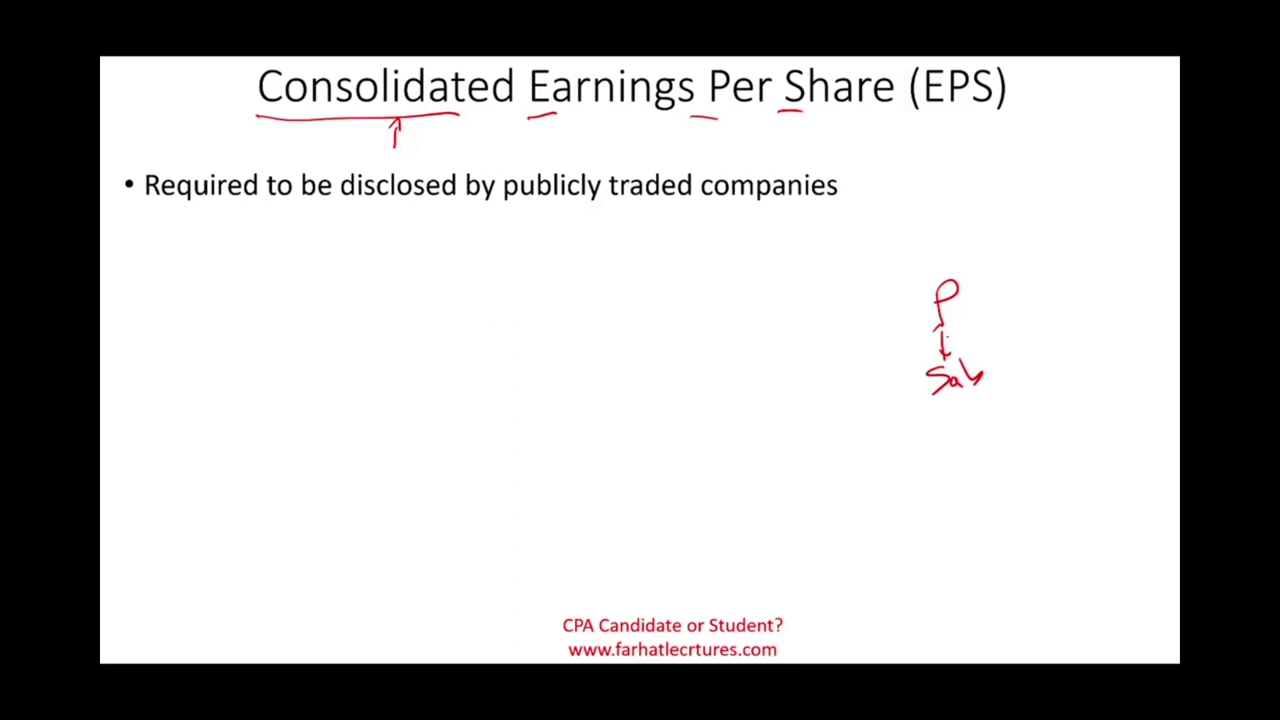 Consolidated Earnings Per Share (EPS)
• Required to be disclosed by publicly traded companies
P
Sub
CPA Candidate or Student?
www.farhatlecrtures.com